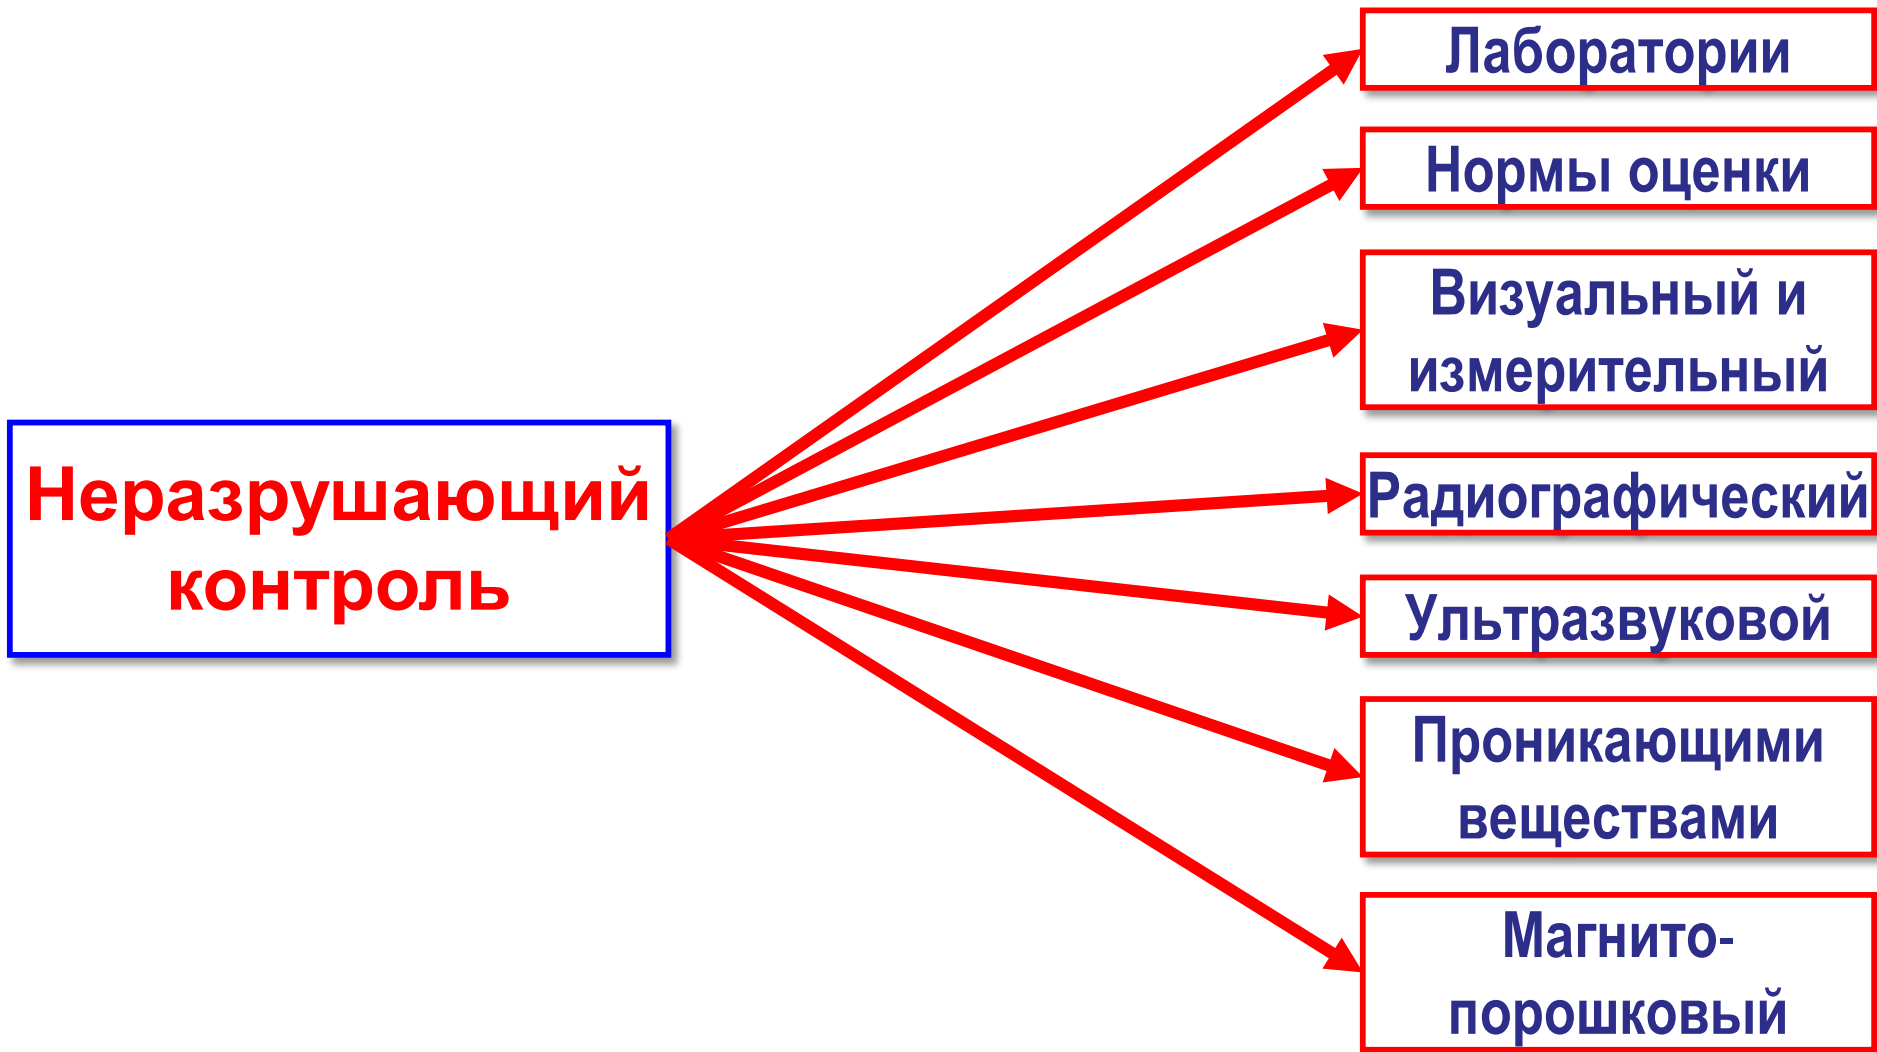 Лаборатории
Нормы оценки
Визуальный и
измерительный
Неразрушающий
контроль
Радиографический
Ультразвуковой
Проникающими
веществами
Магнито-
порошковый